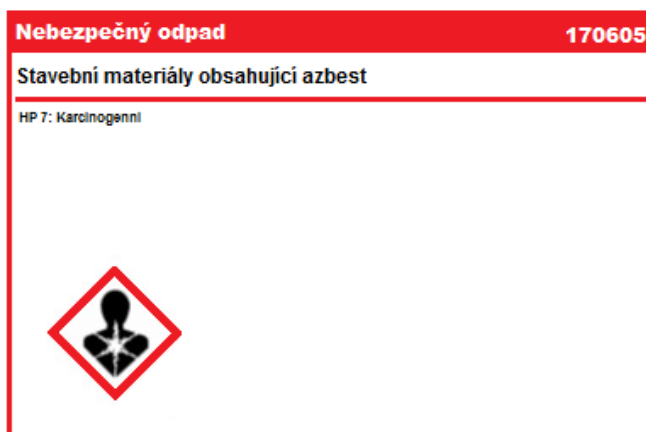 Nebezpečný odpad 170605
Stavební materiály obsahující azbest
HP 7: Karcinogenní